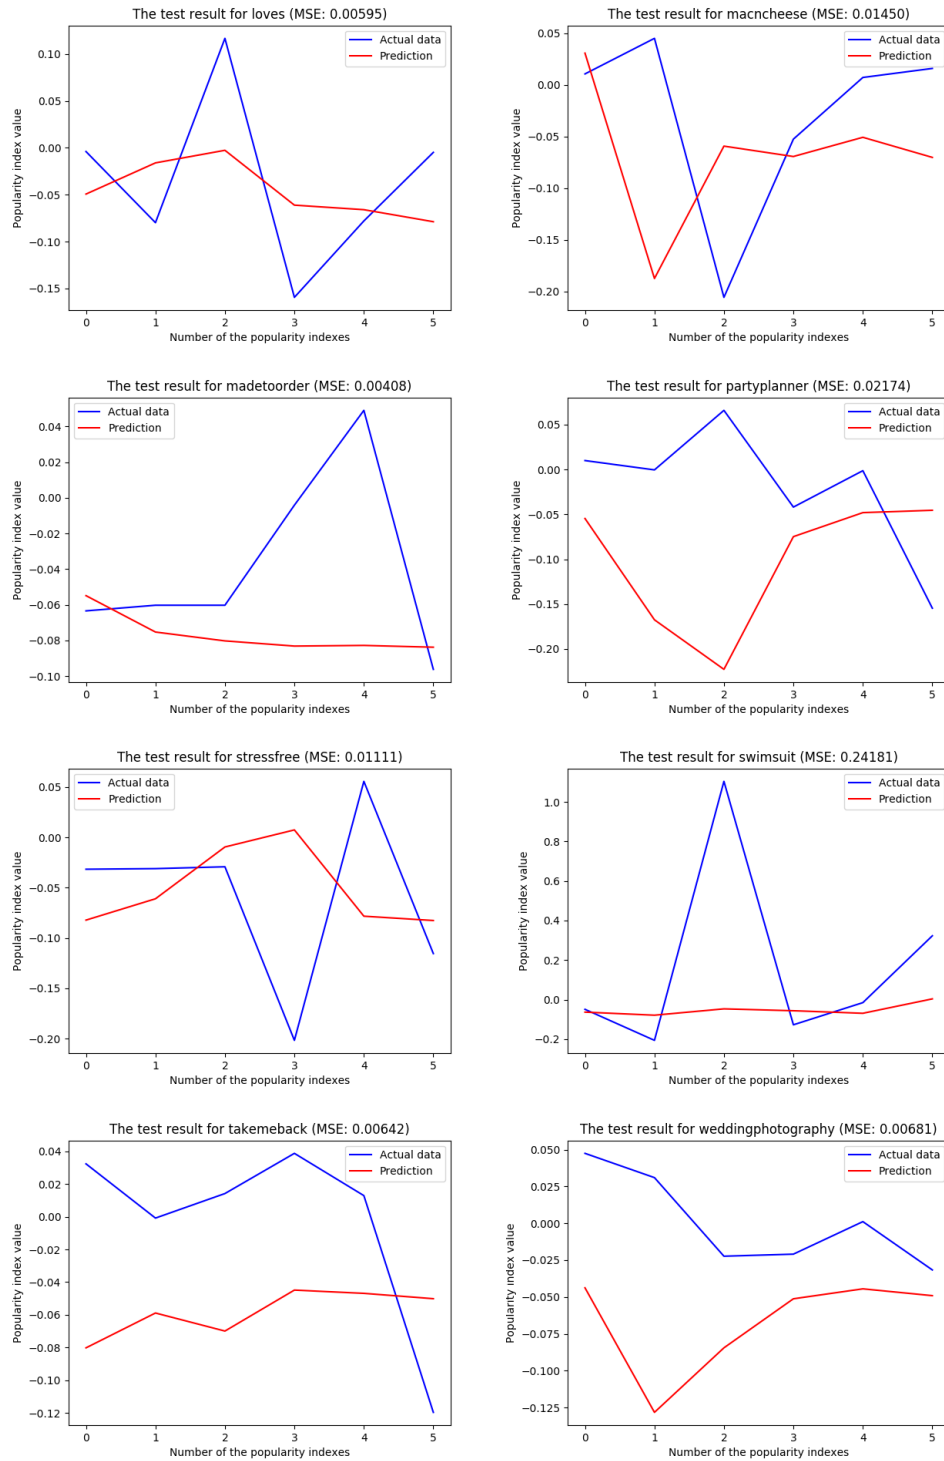 The test result for loves (MSE: 0.00595)
Actual data
Prediction
Popularity index value
0.10
0.05
0.00
−0.05
−0.10
−0.15
0 1 2 3 4 5
Number of the popularity indexes
The test result for macncheese (MSE: 0.01450)
Actual data
Prediction
Popularity index value
0.05
0.00
−0.05
−0.10
−0.15
−0.20
0 1 2 3 4 5
Number of the popularity indexes
The test result for madetoorder (MSE: 0.00408)
Actual data
Prediction
Popularity index value
0.04
0.02
0.00
−0.02
−0.04
−0.06
−0.08
−0.10
0 1 2 3 4 5
Number of the popularity indexes
The test result for partyplanner (MSE: 0.02174)
Actual data
Prediction
Popularity index value
0.05
0.00
−0.05
−0.10
−0.15
−0.20
0 1 2 3 4 5
Number of the popularity indexes
The test result for stressfree (MSE: 0.01111)
Actual data
Prediction
Popularity index value
0.05
0.00
−0.05
−0.10
−0.15
−0.20
0 1 2 3 4 5
Number of the popularity indexes
The test result for swimsuit (MSE: 0.24181)
Actual data
Prediction
Popularity index value
1.0
0.8
0.6
0.4
0.2
0.0
−0.2
0 1 2 3 4 5
Number of the popularity indexes
The test result for takemeback (MSE: 0.00642)
Actual data
Prediction
Popularity index value
0.04
0.02
0.00
−0.02
−0.04
−0.06
−0.08
−0.10
−0.12
0 1 2 3 4 5
Number of the popularity indexes
The test result for weddingphotography (MSE: 0.00681)
Actual data
Prediction
Popularity index value
0.050
0.025
0.000
−0.025
−0.050
−0.075
−0.100
−0.125
0 1 2 3 4 5
Number of the popularity indexes